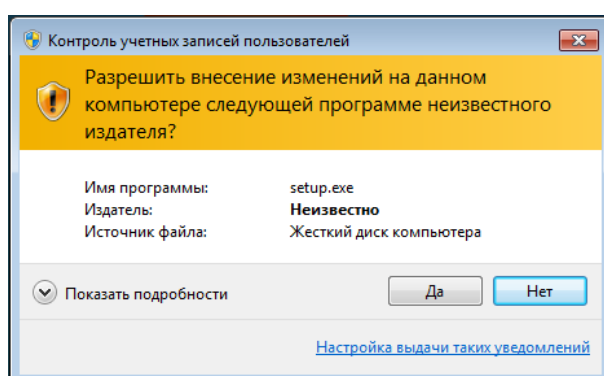 Контроль учетных записей пользователей
Разрешить внесение изменений на данном
компьютере следующей программе неизвестного
издателя?
Имя программы: setup.exe
Издатель: Неизвестно
Источник файла: Жесткий диск компьютера
Показать подробности Да Нет
Настройка выдачи таких уведомлений